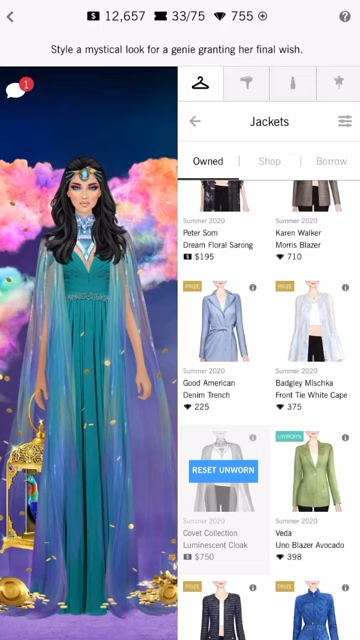 12,657 33/75 755
Style a mystical look for a genie granting her final wish.
1
Jackets
Owned Shop Borrow
Summer 2020
Peter Som
Dream Floral Sarong
$195
Summer 2020
Karen Walker
Morris Blazer
710
PRIZE
Summer 2020
Good American
Denim Trench
225
PRIZE
Summer 2020
Badgley Mischka
Front Tie White Cape
375
RESET UNWORN
Summer 2020
Covet Collection
Luminescent Cloak
$750
UNWORN
Summer 2020
Veda
Uno Blazer Avocado
398
PRIZE
PRIZE